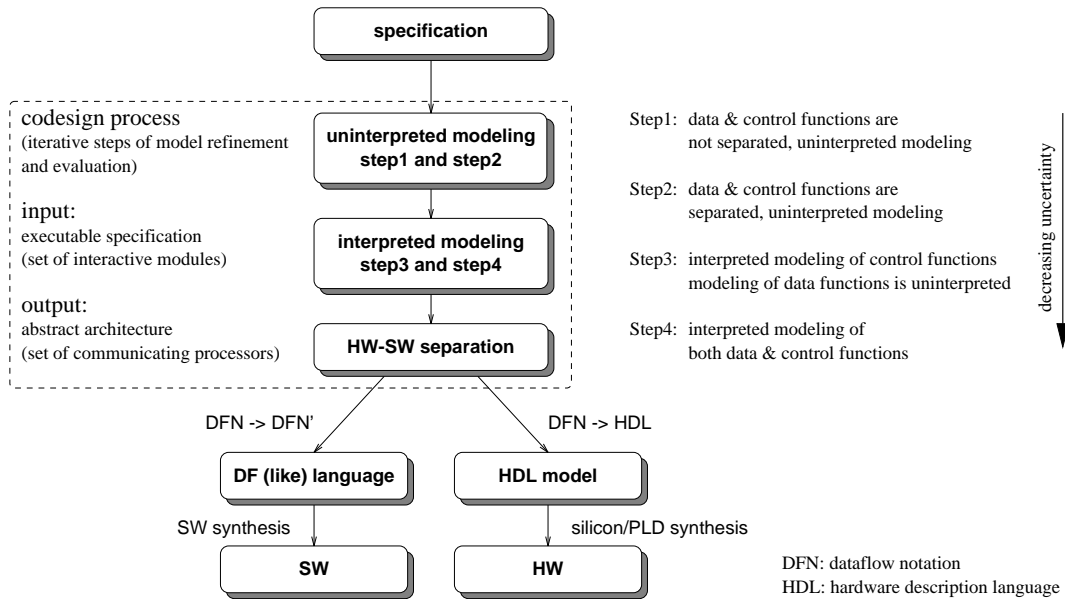 specification
codesign process
(iterative steps of model refinement
and evaluation)
input:
executable specification
(set of interactive modules)
output:
abstract architecture
(set of communicating processors)
uninterpreted modeling
step1 and step2
interpreted modeling
step3 and step4
HW-SW separation
Step1: data & control functions are
not separated, uninterpreted modeling
Step2: data & control functions are
separated, uninterpreted modeling
Step3: interpreted modeling of control functions
modeling of data functions is uninterpreted
Step4: interpreted modeling of
both data & control functions
decreasing uncertainty
DFN -> DFN'
DFN -> HDL
DF (like) language
HDL model
SW synthesis
silicon/PLD synthesis
SW
HW
DFN: dataflow notation
HDL: hardware description language